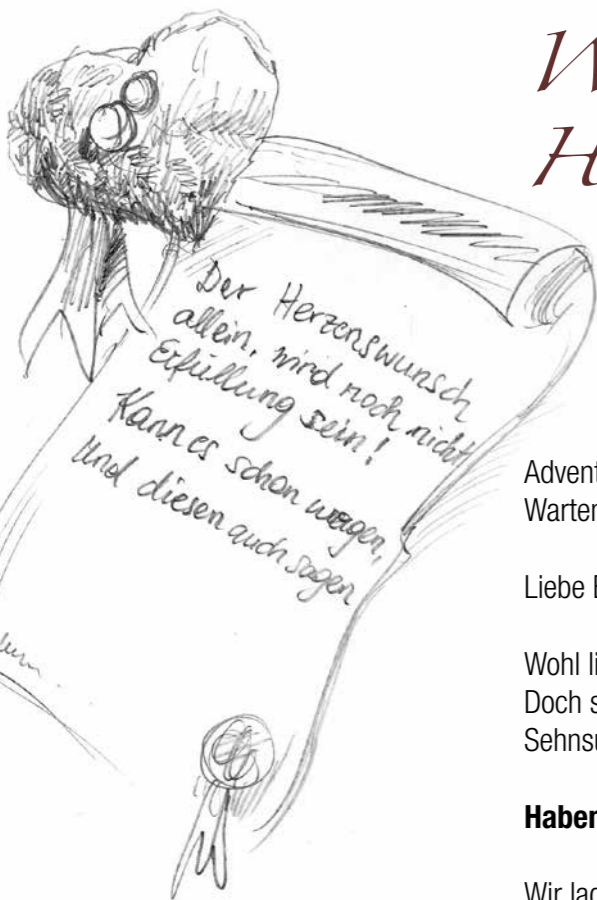 Der Herzenswunsch
allein, wird noch nicht
Erfüllung sein!
Kann es schon wagen,
Und diesen auch sagen
W
H
Advent
Warten
Liebe
Wohl li
Doch s
Sehnsu
Haben
Wir lad